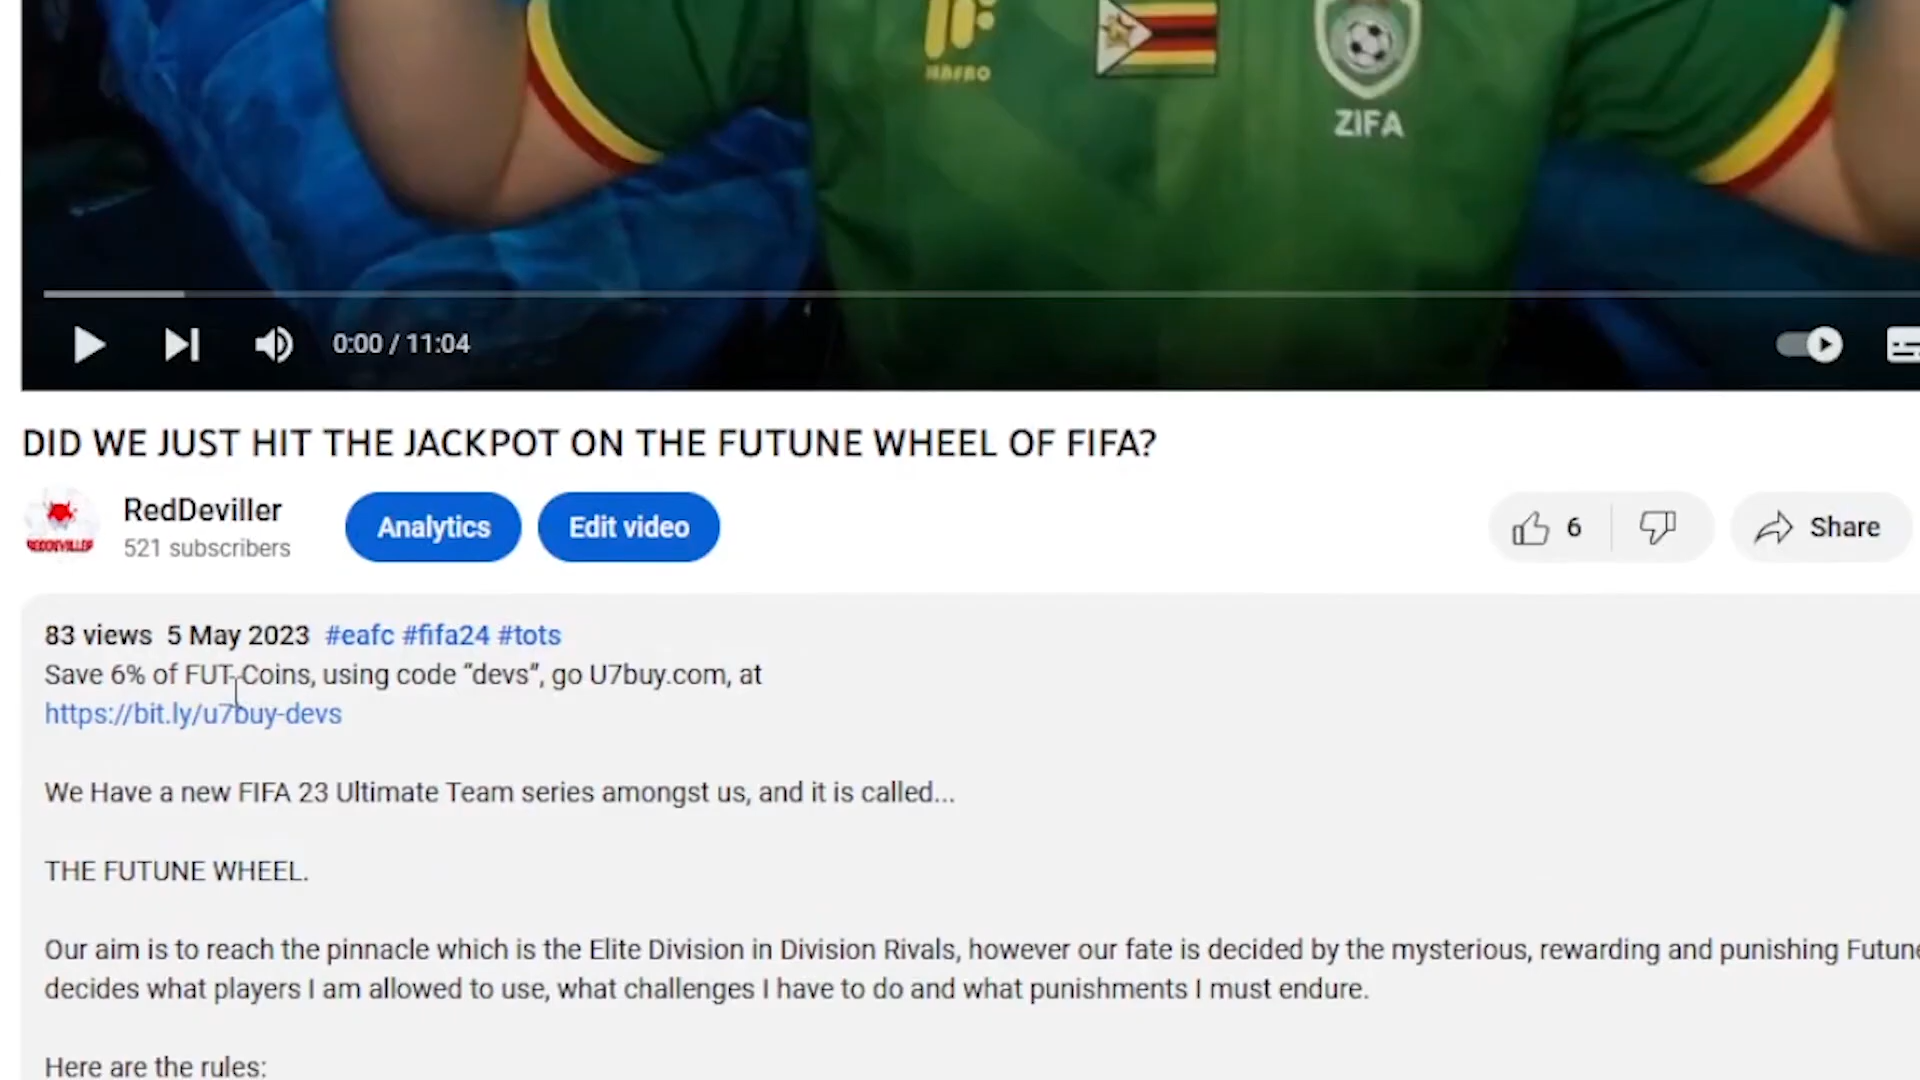 MAFRO
ZIFA
0:00 / 11:04
DID WE JUST HIT THE JACKPOT ON THE FUTUNE WHEEL OF FIFA?
RedDeviller
521 subscribers
Analytics
Edit video
6
Share
REDDEVILLER
83 views 5 May 2023 #eafc #fifa24 #tots
Save 6% of FUT Coins, using code “devs”, go U7buy.com, at
https://bit.ly/u7buy-devs
We Have a new FIFA 23 Ultimate Team series amongst us, and it is called...
THE FUTUNE WHEEL.
Our aim is to reach the pinnacle which is the Elite Division in Division Rivals, however our fate is decided by the mysterious, rewarding and punishing Futune
decides what players I am allowed to use, what challenges I have to do and what punishments I must endure.
Here are the rules: